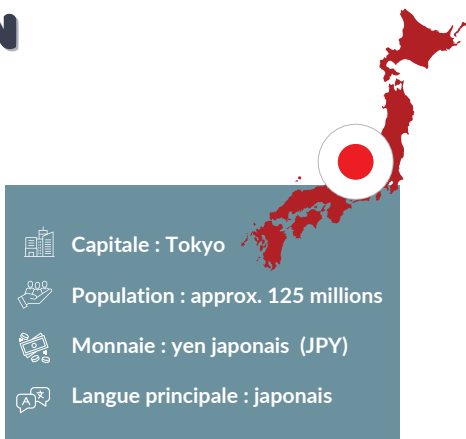 N
Capitale : Tokyo
Population : approx. 125 millions
Monnaie : yen japonais (JPY)
Langue principale : japonais